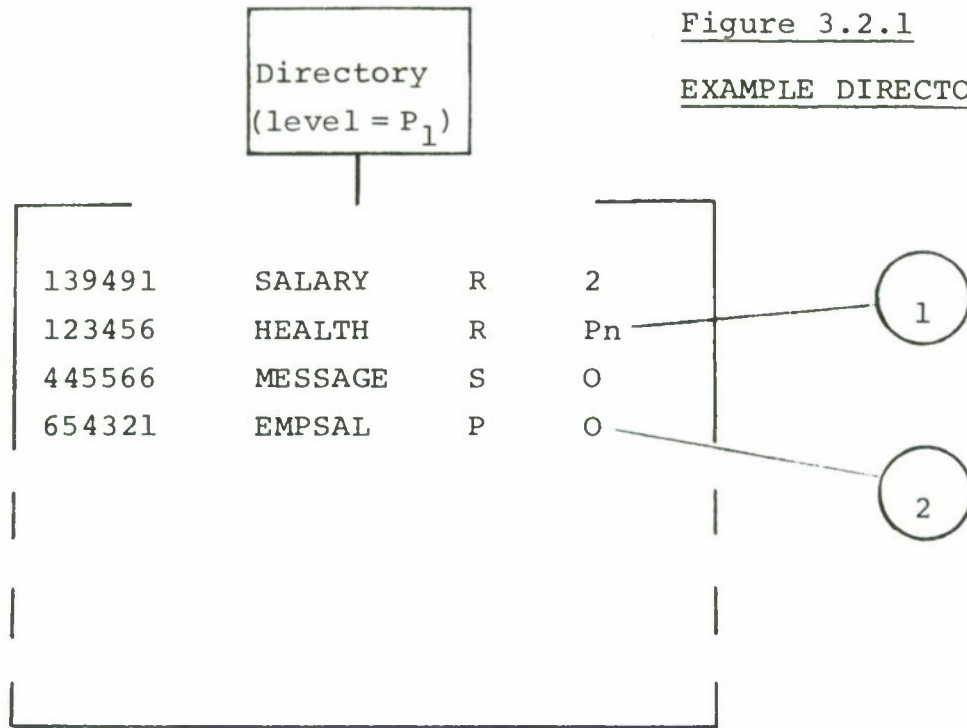 Figure 3.2.1
EXAMPLE DIRECTO
Directory
(level = P1)
139491 SALARY R 2
123456 HEALTH R Pn
445566 MESSAGE S O
654321 EMPSAL P O
1
2